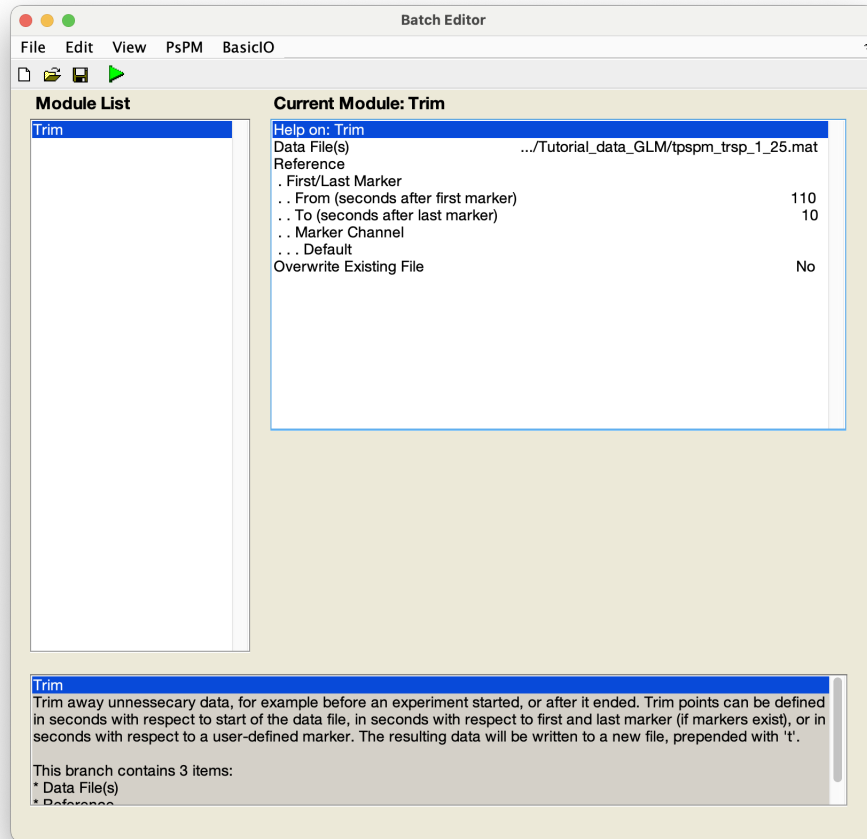 Batch Editor
File Edit View PsPM BasicIO
Module List
Current Module: Trim
Trim
Help on: Trim
Data File(s) .../Tutorial_data_GLM/tpspm_trsp_1_25.mat
Reference
. First/Last Marker
. . From (seconds after first marker) 110
. . To (seconds after last marker) 10
. . Marker Channel
. . . Default
Overwrite Existing File No
Trim
Trim away unnessecary data, for example before an experiment started, or after it ended. Trim points can be defined
in seconds with respect to start of the data file, in seconds with respect to first and last marker (if markers exist), or in
seconds with respect to a user-defined marker. The resulting data will be written to a new file, prepended with 't'.
This branch contains 3 items:
* Data File(s)
* Reference